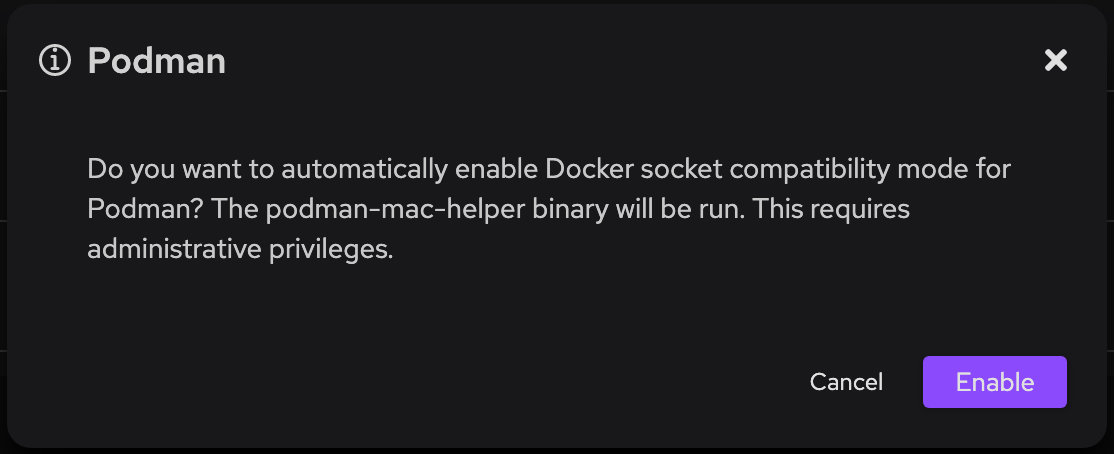 Podman
Do you want to automatically enable Docker socket compatibility mode for
Podman? The podman-mac-helper binary will be run. This requires
administrative privileges.
Cancel
Enable